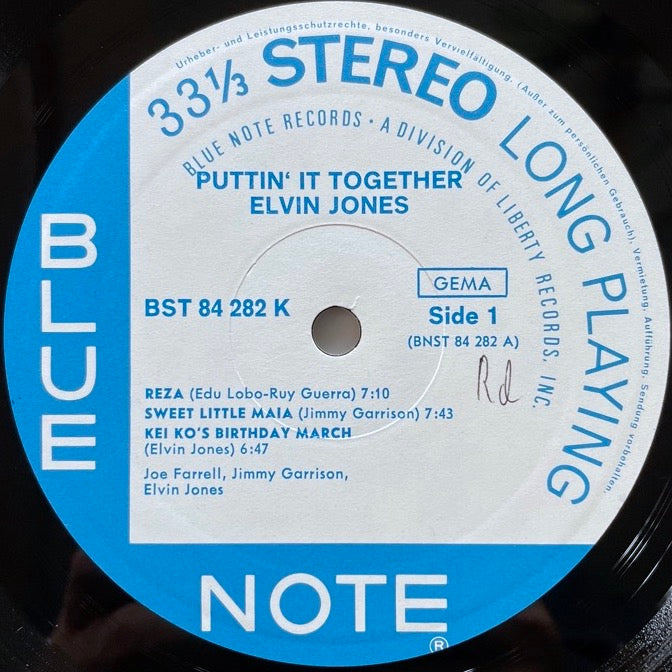 Urheber- und Leistungsschutzrechte, besonders Vervielfältigung. (Außer zum persönlichen Gebrauch), Vermietung, Aufführung, Sendung vorbehalten.
33⅓ STEREO LONG PLAYING
BLUE NOTE RECORDS • A DIVISION OF LIBERTY RECORDS, INC.
PUTTIN' IT TOGETHER
ELVIN JONES
BLUE
BST 84 282 K
GEMA
Side 1
(BNST 84 282 A)
Rd
REZA (Edu Lobo-Ruy Guerra) 7:10
SWEET LITTLE MAIA (Jimmy Garrison) 7:43
KEI KO'S BIRTHDAY MARCH
(Elvin Jones) 6:47
Joe Farrell, Jimmy Garrison,
Elvin Jones
NOTE
®